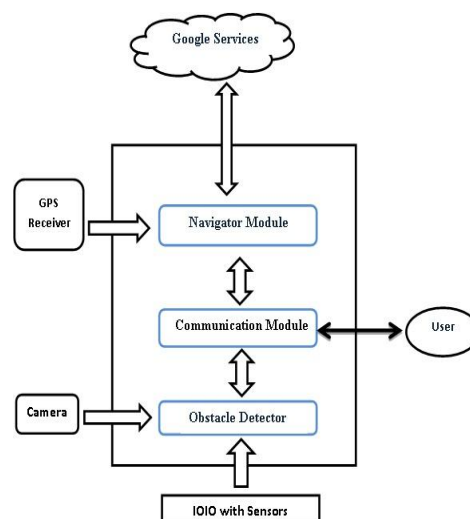 Google Services
GPS
Receiver
Navigator Module
Communication Module
User
Camera
Obstacle Detector
IOIO with Sensors